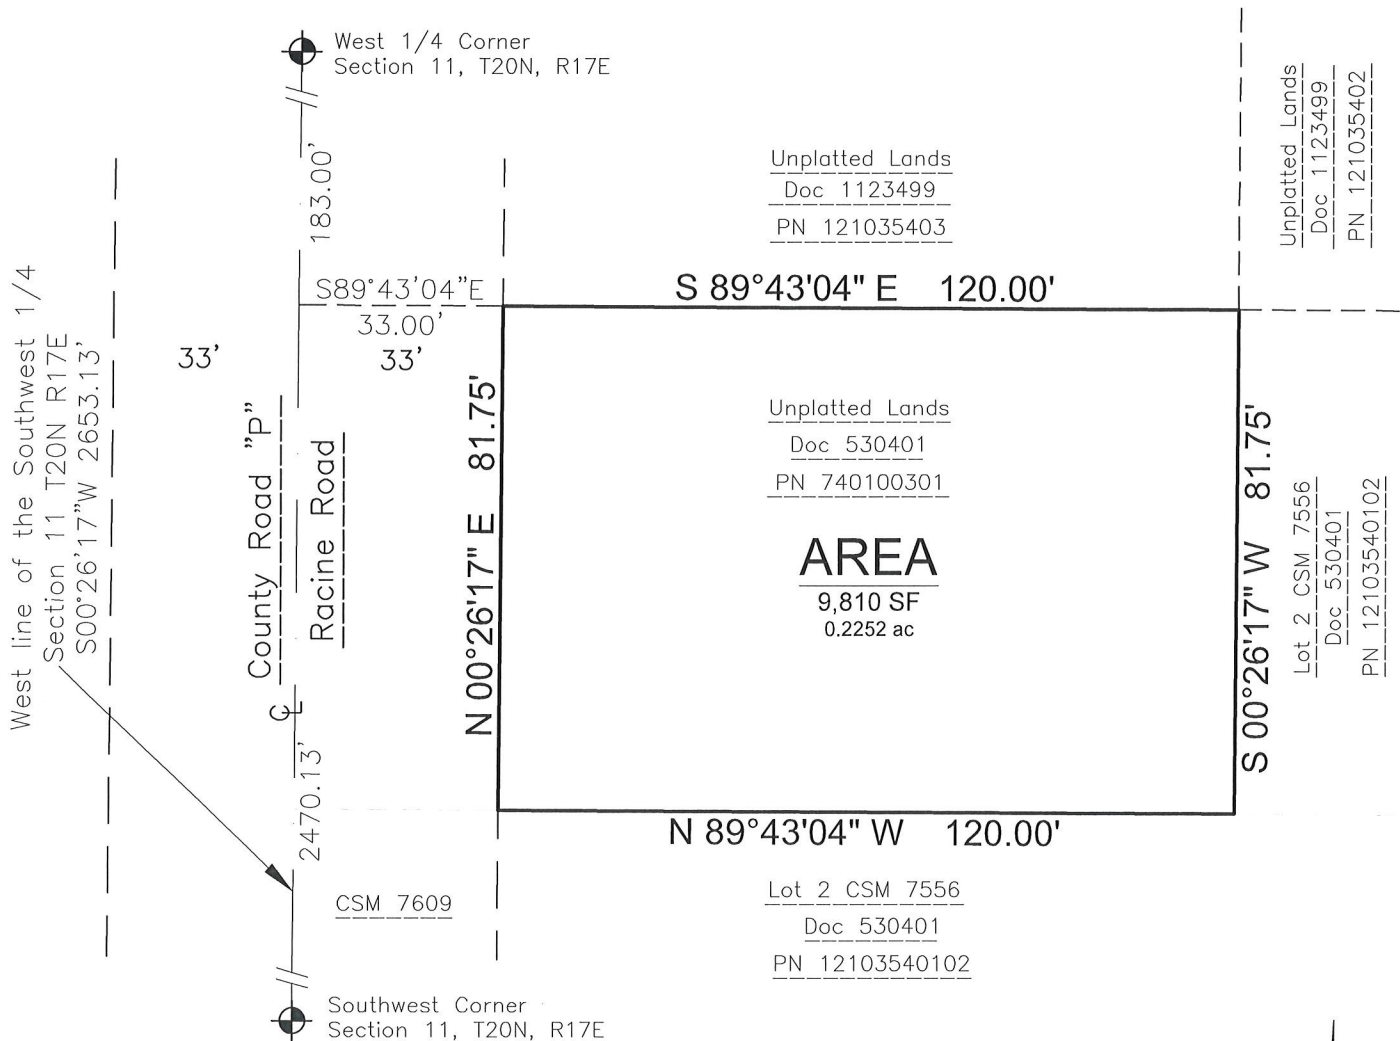 West 1/4 Corner
Section 11, T20N, R17E
183.00'
Unplatted Lands
Doc 1123499
PN 121035403
Unplatted Lands
Doc 1123499
PN 121035402
S89°43'04"E
33.00'
S 89°43'04" E 120.00'
33'
33'
West line of the Southwest 1/4
Section 11 T20N R17E
S00°26'17"W 2653.13'
County Road "P"
Racine Road
N 00°26'17" E 81.75'
Unplatted Lands
Doc 530401
PN 740100301
AREA
9,810 SF
0.2252 ac
S 00°26'17" W 81.75'
Lot 2 CSM 7556
Doc 530401
PN 12103540102
CL
2470.13'
N 89°43'04" W 120.00'
CSM 7609
Lot 2 CSM 7556
Doc 530401
PN 12103540102
Southwest Corner
Section 11, T20N, R17E